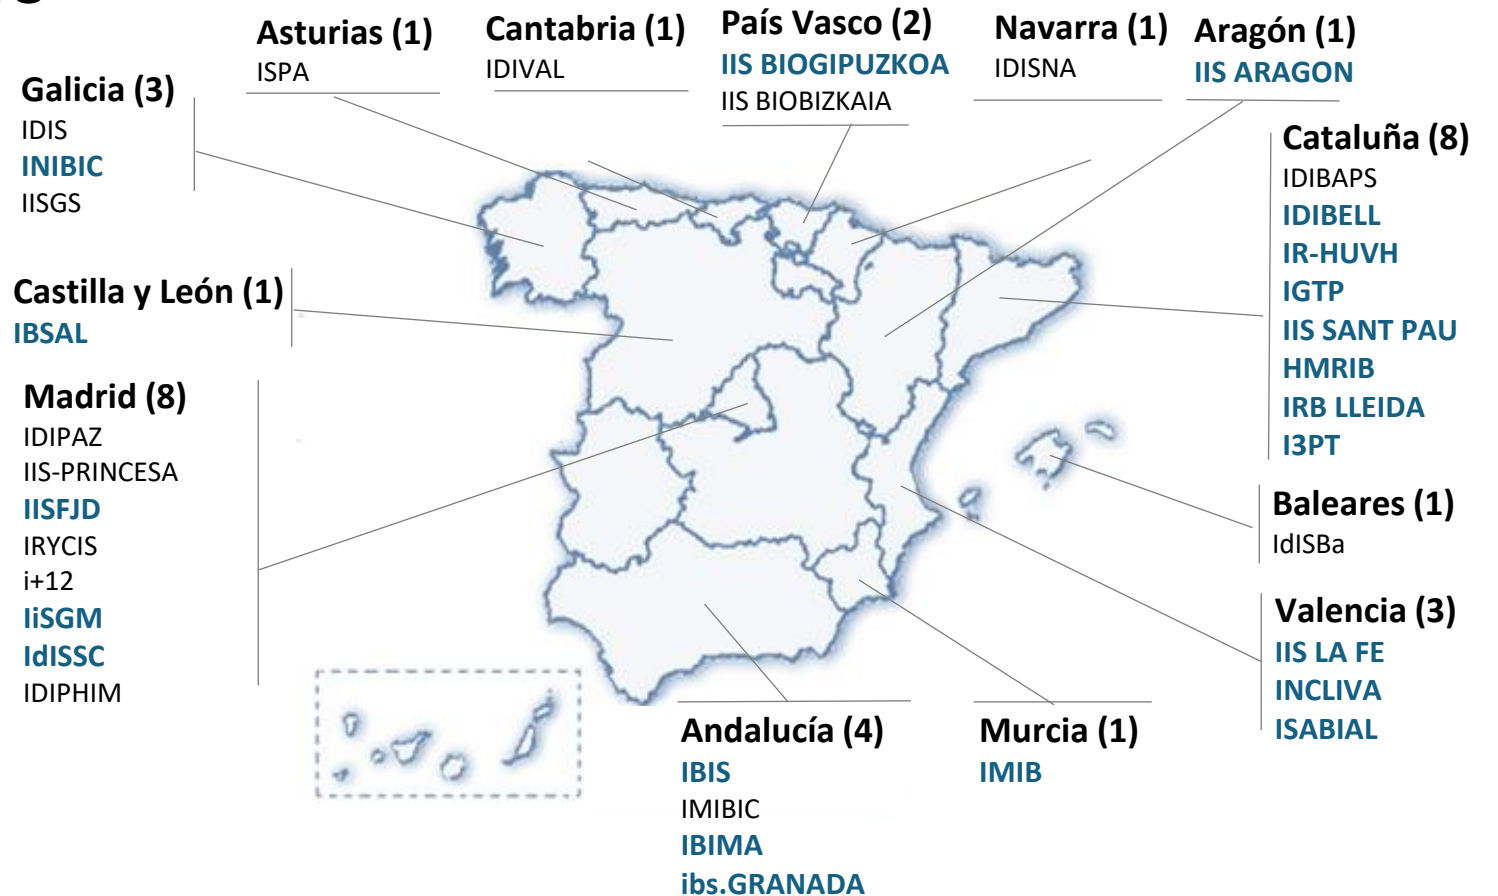 Asturias (1)
ISPA
Cantabria (1)
IDIVAL
País Vasco (2)
IIS BIOGIPUZKOA
IIS BIOBIZKAIA
Navarra (1)
IDISNA
Aragón (1)
IIS ARAGON
Galicia (3)
IDIS
INIBIC
IISGS
Cataluña (8)
IDIBAPS
IDIBELL
IR-HUVH
IGTP
IIS SANT PAU
HMRIB
IRB LLEIDA
I3PT
Castilla y León (1)
IBSAL
Madrid (8)
IDIPAZ
IIS-PRINCESA
IISFJD
IRYCIS
i+12
IiSGM
IdISSC
IDIPHIM
Baleares (1)
IdISBa
Valencia (3)
IIS LA FE
INCLIVA
ISABIAL
Andalucía (4)
IBIS
IMIBIC
IBIMA
ibs.GRANADA
Murcia (1)
IMIB